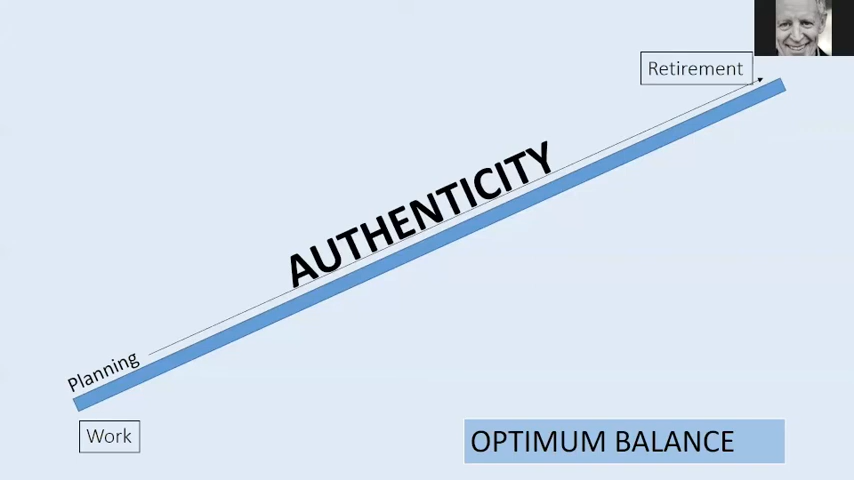 Retirement
AUTHENTICITY
Planning
Work
OPTIMUM BALANCE